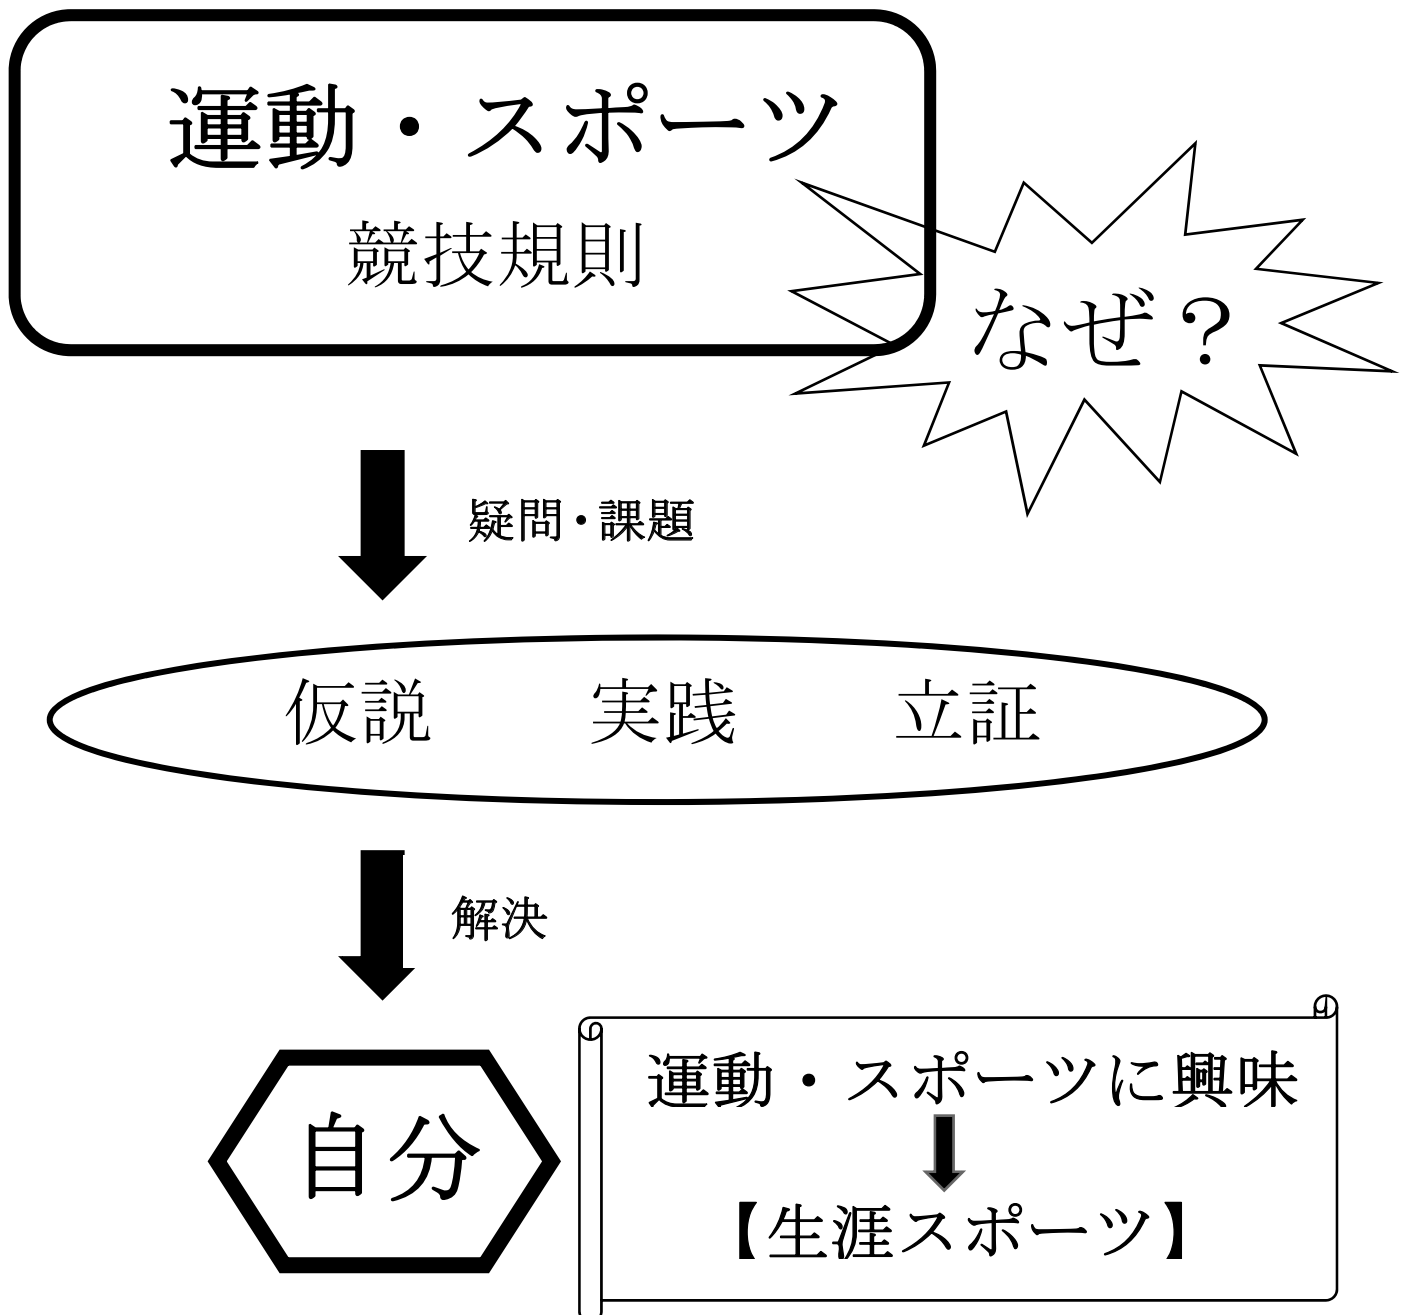 運動・スポーツ
競技規則
なぜ？
疑問・課題
仮説　実践　立証
解決
自分
運動・スポーツに興味
【生涯スポーツ】